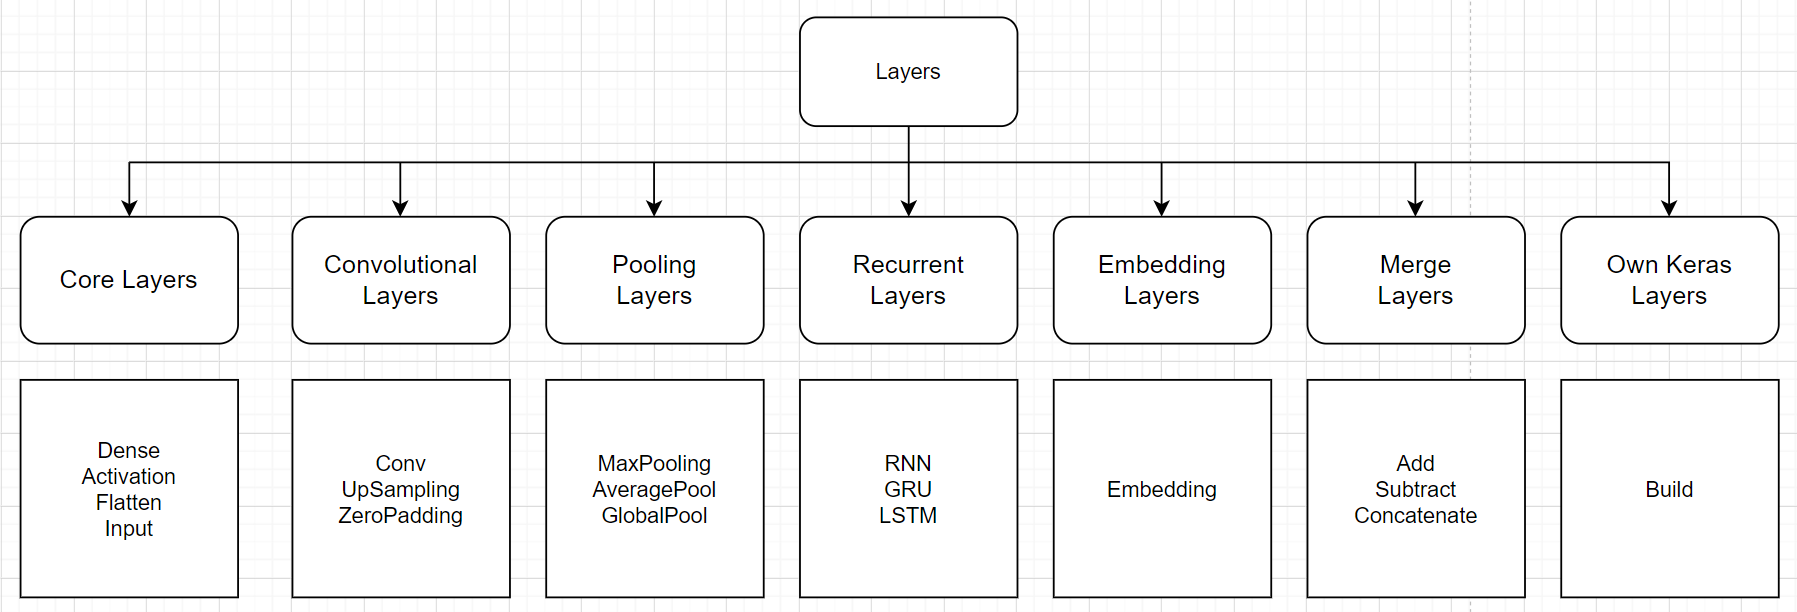 Layers
Core Layers
Convolutional
Layers
Pooling
Layers
Recurrent
Layers
Embedding
Layers
Merge
Layers
Own Keras
Layers
Dense
Activation
Flatten
Input
Conv
UpSampling
ZeroPadding
MaxPooling
AveragePool
GlobalPool
RNN
GRU
LSTM
Embedding
Add
Subtract
Concatenate
Build